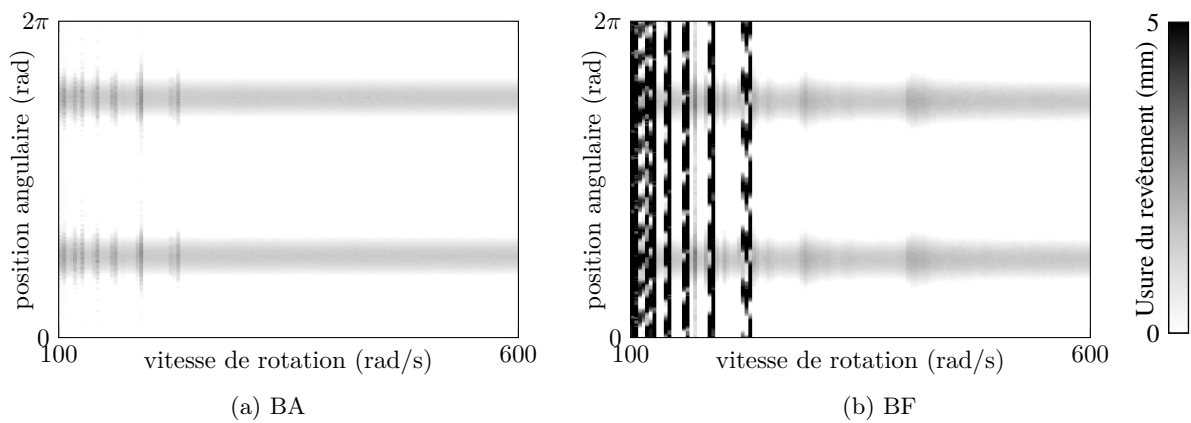 2π
position angulaire (rad)
0
100
vitesse de rotation (rad/s)
600
(a) BA
2π
position angulaire (rad)
0
100
vitesse de rotation (rad/s)
600
(b) BF
5
Usure du revêtement (mm)
0